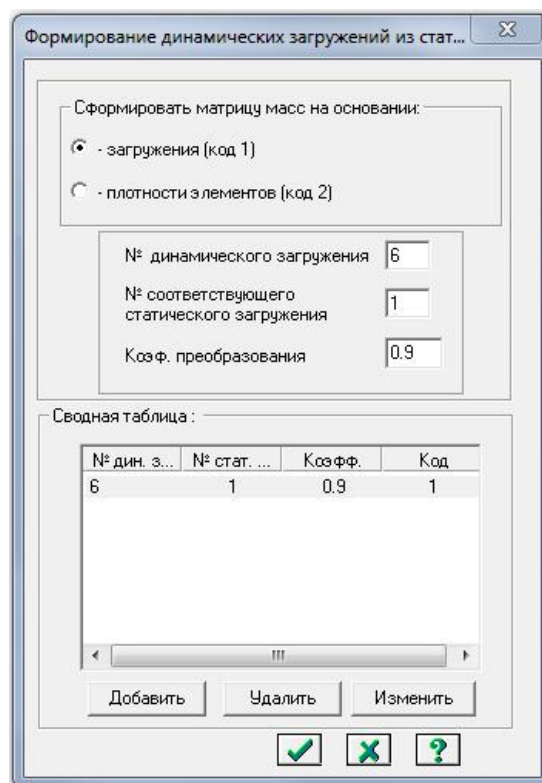 Формирование динамических загружений из стат...
Сформировать матрицу масс на основании:
- загружения (код 1)
- плотности элементов (код 2)
№ динамического загружения 6
№ соответствующего
статического загружения 1
Коэф. преобразования 0.9
Сводная таблица :
№ дин. з... № стат. ... Коэфф. Код
6 1 0.9 1
Добавить Удалить Изменить
?